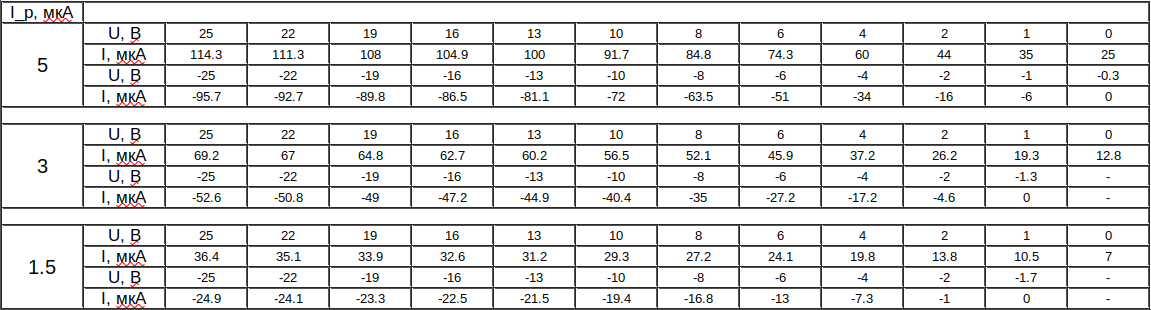 I_p, мкА
5
U, В 25 22 19 16 13 10 8 6 4 2 1 0
I, мкА 114.3 111.3 108 104.9 100 91.7 84.8 74.3 60 44 35 25
U, В -25 -22 -19 -16 -13 -10 -8 -6 -4 -2 -1 -0.3
I, мкА -95.7 -92.7 -89.8 -86.5 -81.1 -72 -63.5 -51 -34 -16 -6 0
3
U, В 25 22 19 16 13 10 8 6 4 2 1 0
I, мкА 69.2 67 64.8 62.7 60.2 56.5 52.1 45.9 37.2 26.2 19.3 12.8
U, В -25 -22 -19 -16 -13 -10 -8 -6 -4 -2 -1.3 -
I, мкА -52.6 -50.8 -49 -47.2 -44.9 -40.4 -35 -27.2 -17.2 -4.6 0 -
1.5
U, В 25 22 19 16 13 10 8 6 4 2 1 0
I, мкА 36.4 35.1 33.9 32.6 31.2 29.3 27.2 24.1 19.8 13.8 10.5 7
U, В -25 -22 -19 -16 -13 -10 -8 -6 -4 -2 -1.7 -
I, мкА -24.9 -24.1 -23.3 -22.5 -21.5 -19.4 -16.8 -13 -7.3 -1 0 -